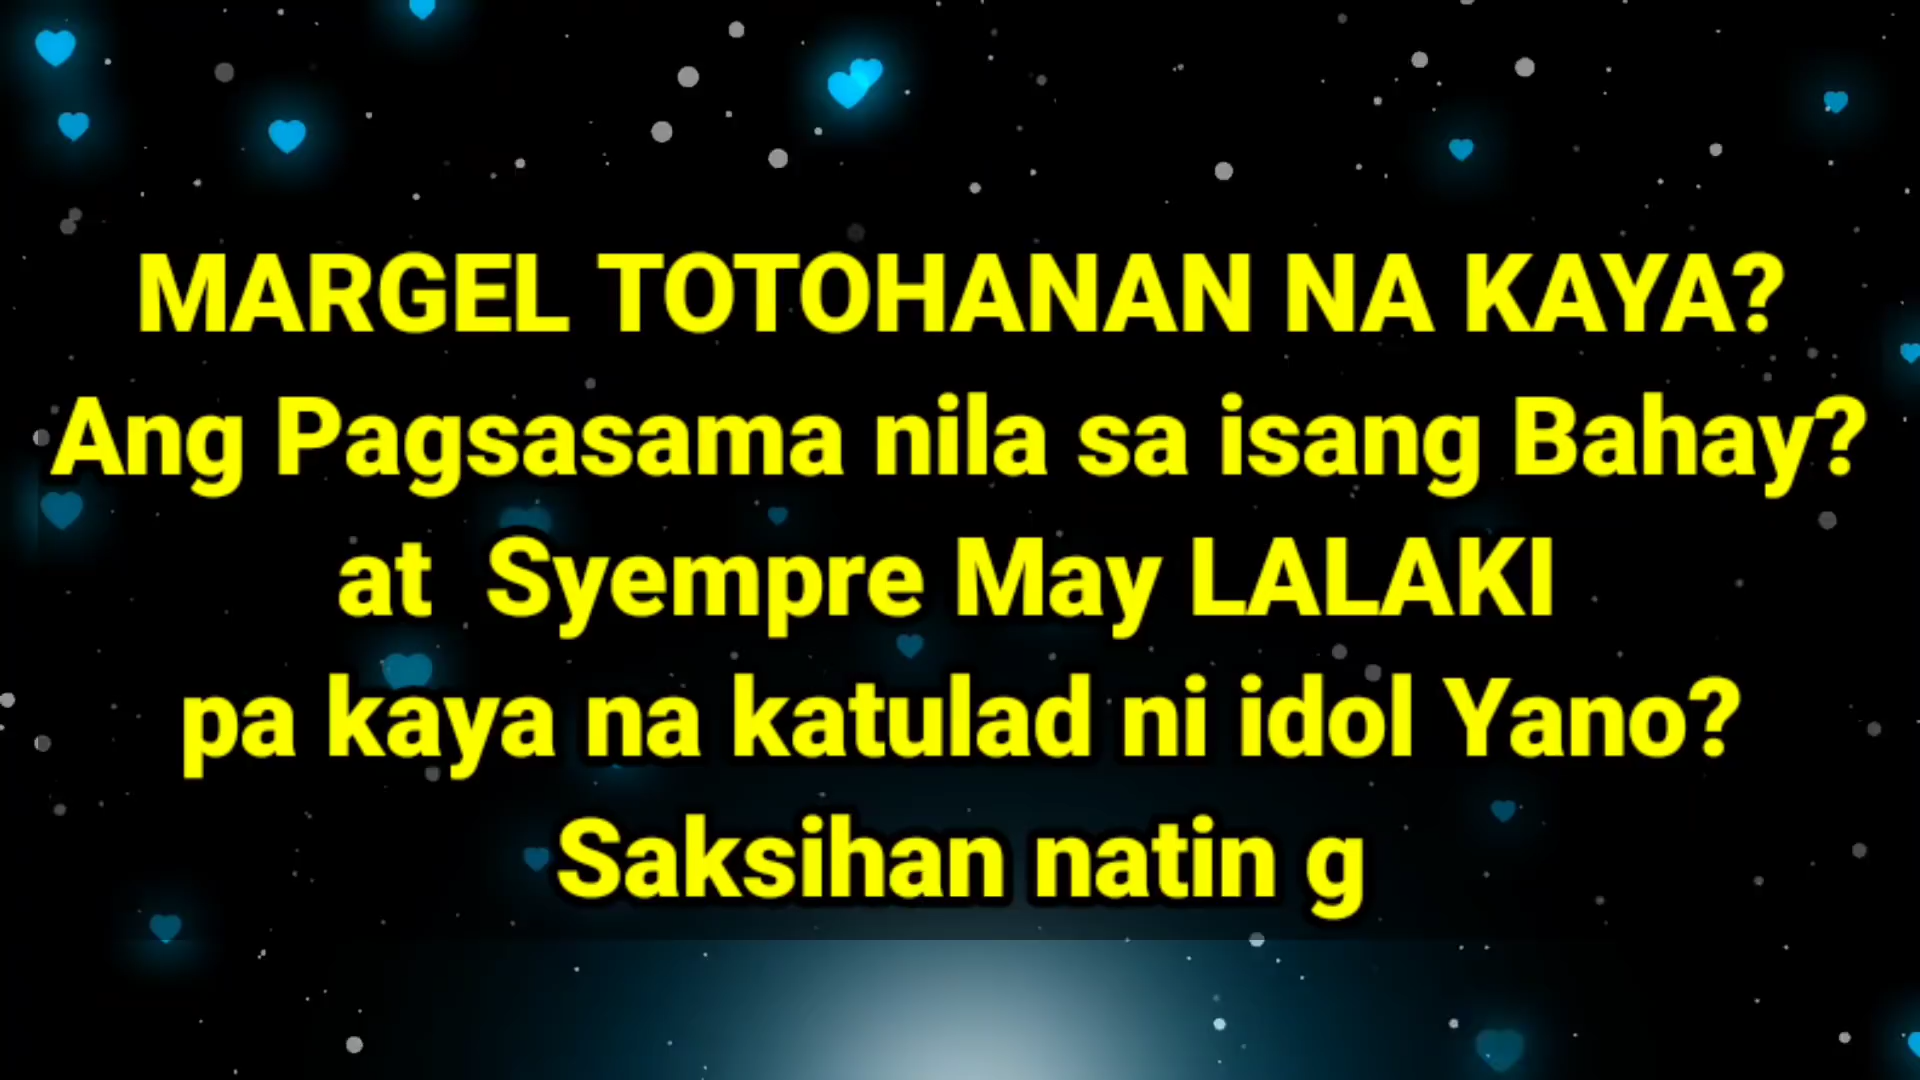 MARGEL TOTOHANAN NA KAYA?
Ang Pagsasama nila sa isang Bahay?
at  Syempre May LALAKI
pa kaya na katulad ni idol Yano?
Saksihan natin g